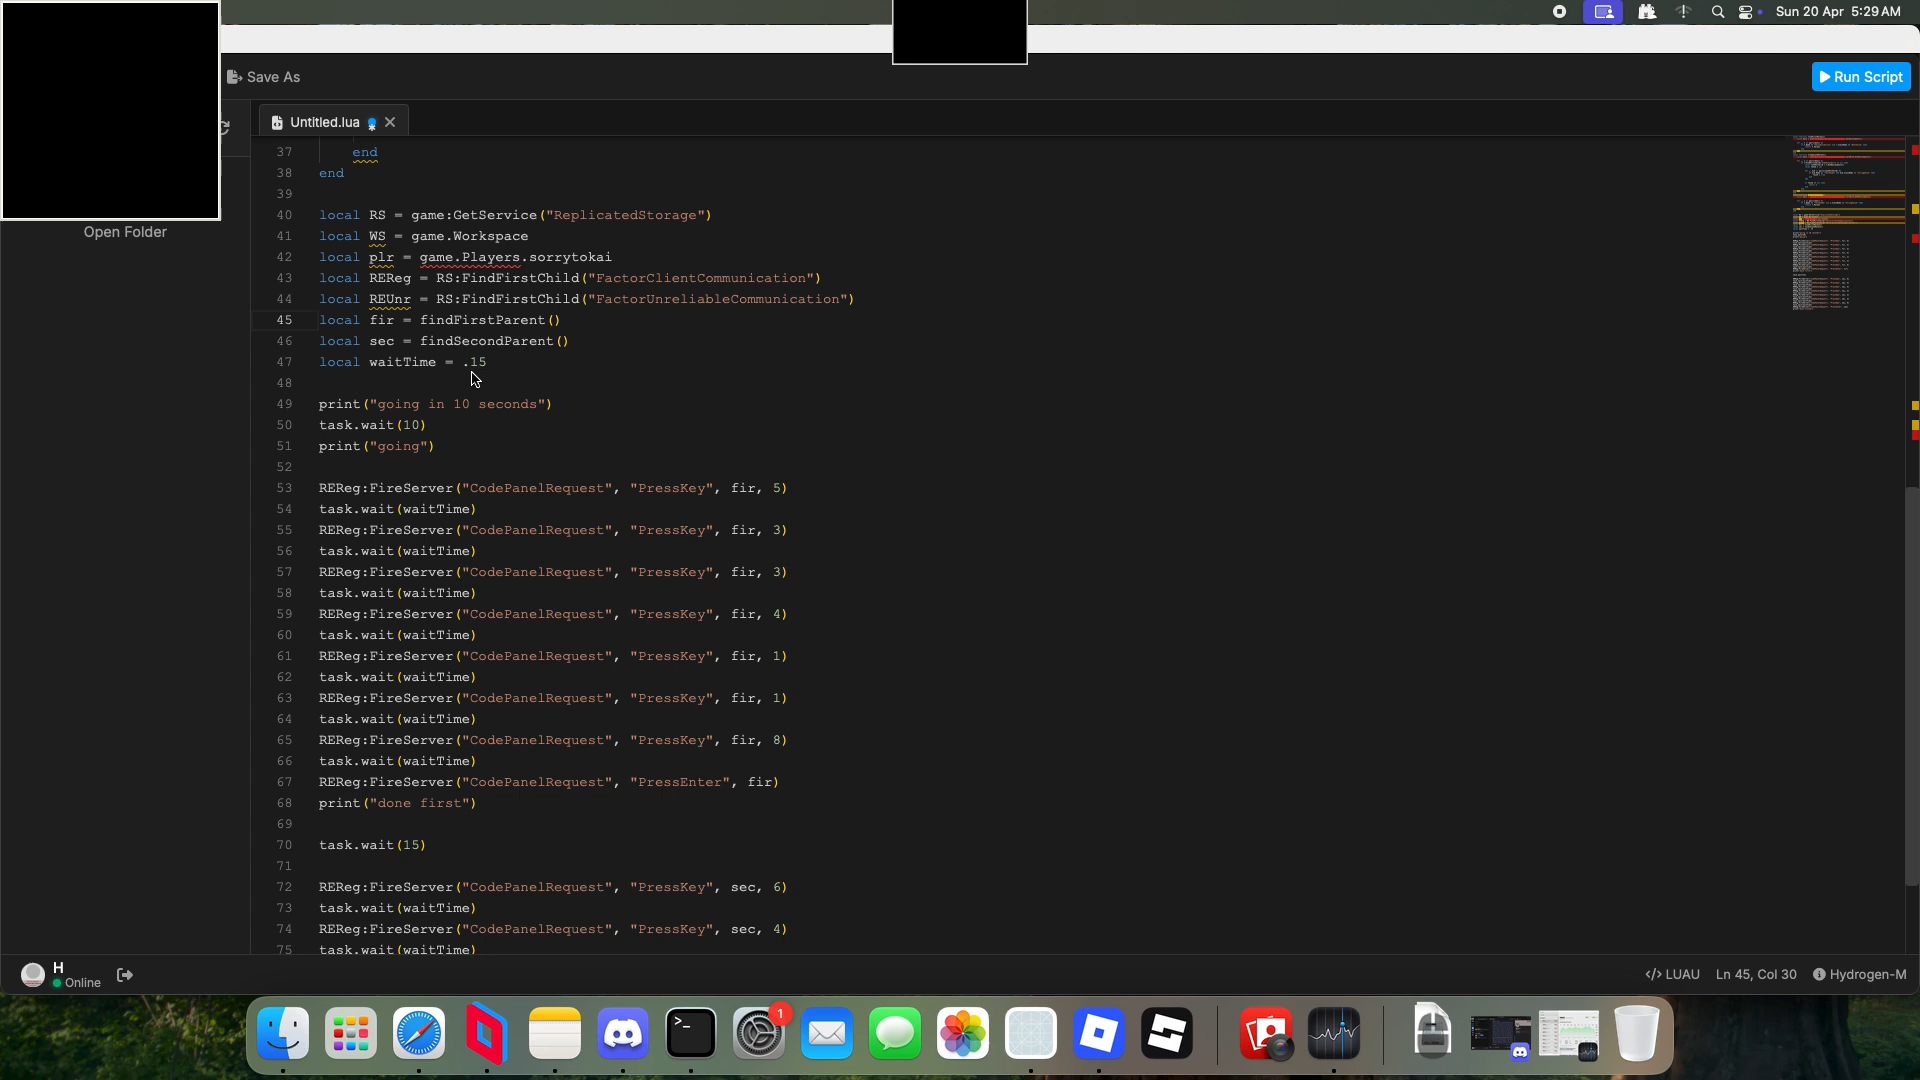 Sun 20 Apr 5:29 AM
Save As
Run Script
Untitled.lua
Open Folder
37 end
38 end
39
40 local RS = game:GetService("ReplicatedStorage")
41 local WS = game.Workspace
42 local plr = game.Players.sorrytokai
43 local REReg = RS:FindFirstChild("FactorClientCommunication")
44 local REUnr = RS:FindFirstChild("FactorUnreliableCommunication")
45 local fir = findFirstParent()
46 local sec = findSecondParent()
47 local waitTime = .15
48
49 print("going in 10 seconds")
50 task.wait(10)
51 print("going")
52
53 REReg:FireServer("CodePanelRequest", "PressKey", fir, 5)
54 task.wait(waitTime)
55 REReg:FireServer("CodePanelRequest", "PressKey", fir, 3)
56 task.wait(waitTime)
57 REReg:FireServer("CodePanelRequest", "PressKey", fir, 3)
58 task.wait(waitTime)
59 REReg:FireServer("CodePanelRequest", "PressKey", fir, 4)
60 task.wait(waitTime)
61 REReg:FireServer("CodePanelRequest", "PressKey", fir, 1)
62 task.wait(waitTime)
63 REReg:FireServer("CodePanelRequest", "PressKey", fir, 1)
64 task.wait(waitTime)
65 REReg:FireServer("CodePanelRequest", "PressKey", fir, 8)
66 task.wait(waitTime)
67 REReg:FireServer("CodePanelRequest", "PressEnter", fir)
68 print("done first")
69
70 task.wait(15)
71
72 REReg:FireServer("CodePanelRequest", "PressKey", sec, 6)
73 task.wait(waitTime)
74 REReg:FireServer("CodePanelRequest", "PressKey", sec, 4)
75 task.wait(waitTime)
H
Online
</> LUAU Ln 45, Col 30 Hydrogen-M
1